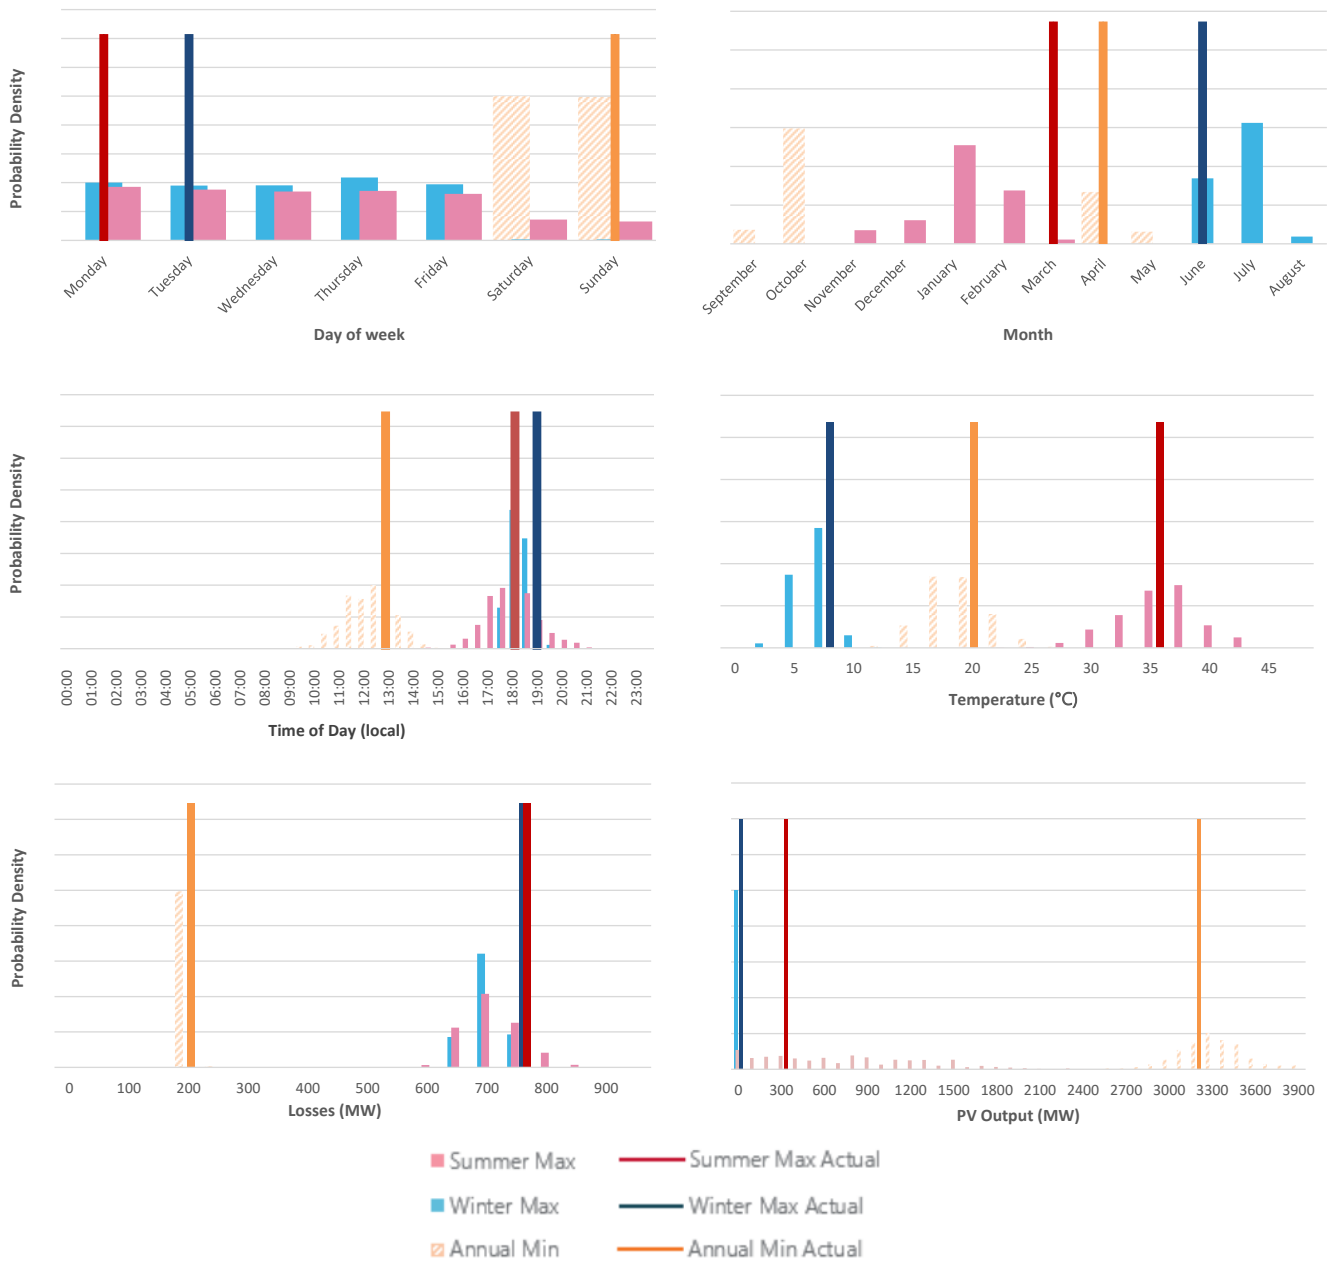 Probability Density
Monday
Tuesday
Wednesday
Thursday
Friday
Saturday
Sunday
Day of week
September
October
November
December
January
February
March
April
May
June
July
August
Month
Probability Density
00:00
01:00
02:00
03:00
04:00
05:00
06:00
07:00
08:00
09:00
10:00
11:00
12:00
13:00
14:00
15:00
16:00
17:00
18:00
19:00
20:00
21:00
22:00
23:00
Time of Day (local)
0 5 10 15 20 25 30 35 40 45
Temperature (°C)
Probability Density
0 100 200 300 400 500 600 700 800 900
Losses (MW)
0 300 600 900 1200 1500 1800 2100 2400 2700 3000 3300 3600 3900
PV Output (MW)
Summer Max Summer Max Actual
Winter Max Winter Max Actual
Annual Min Annual Min Actual